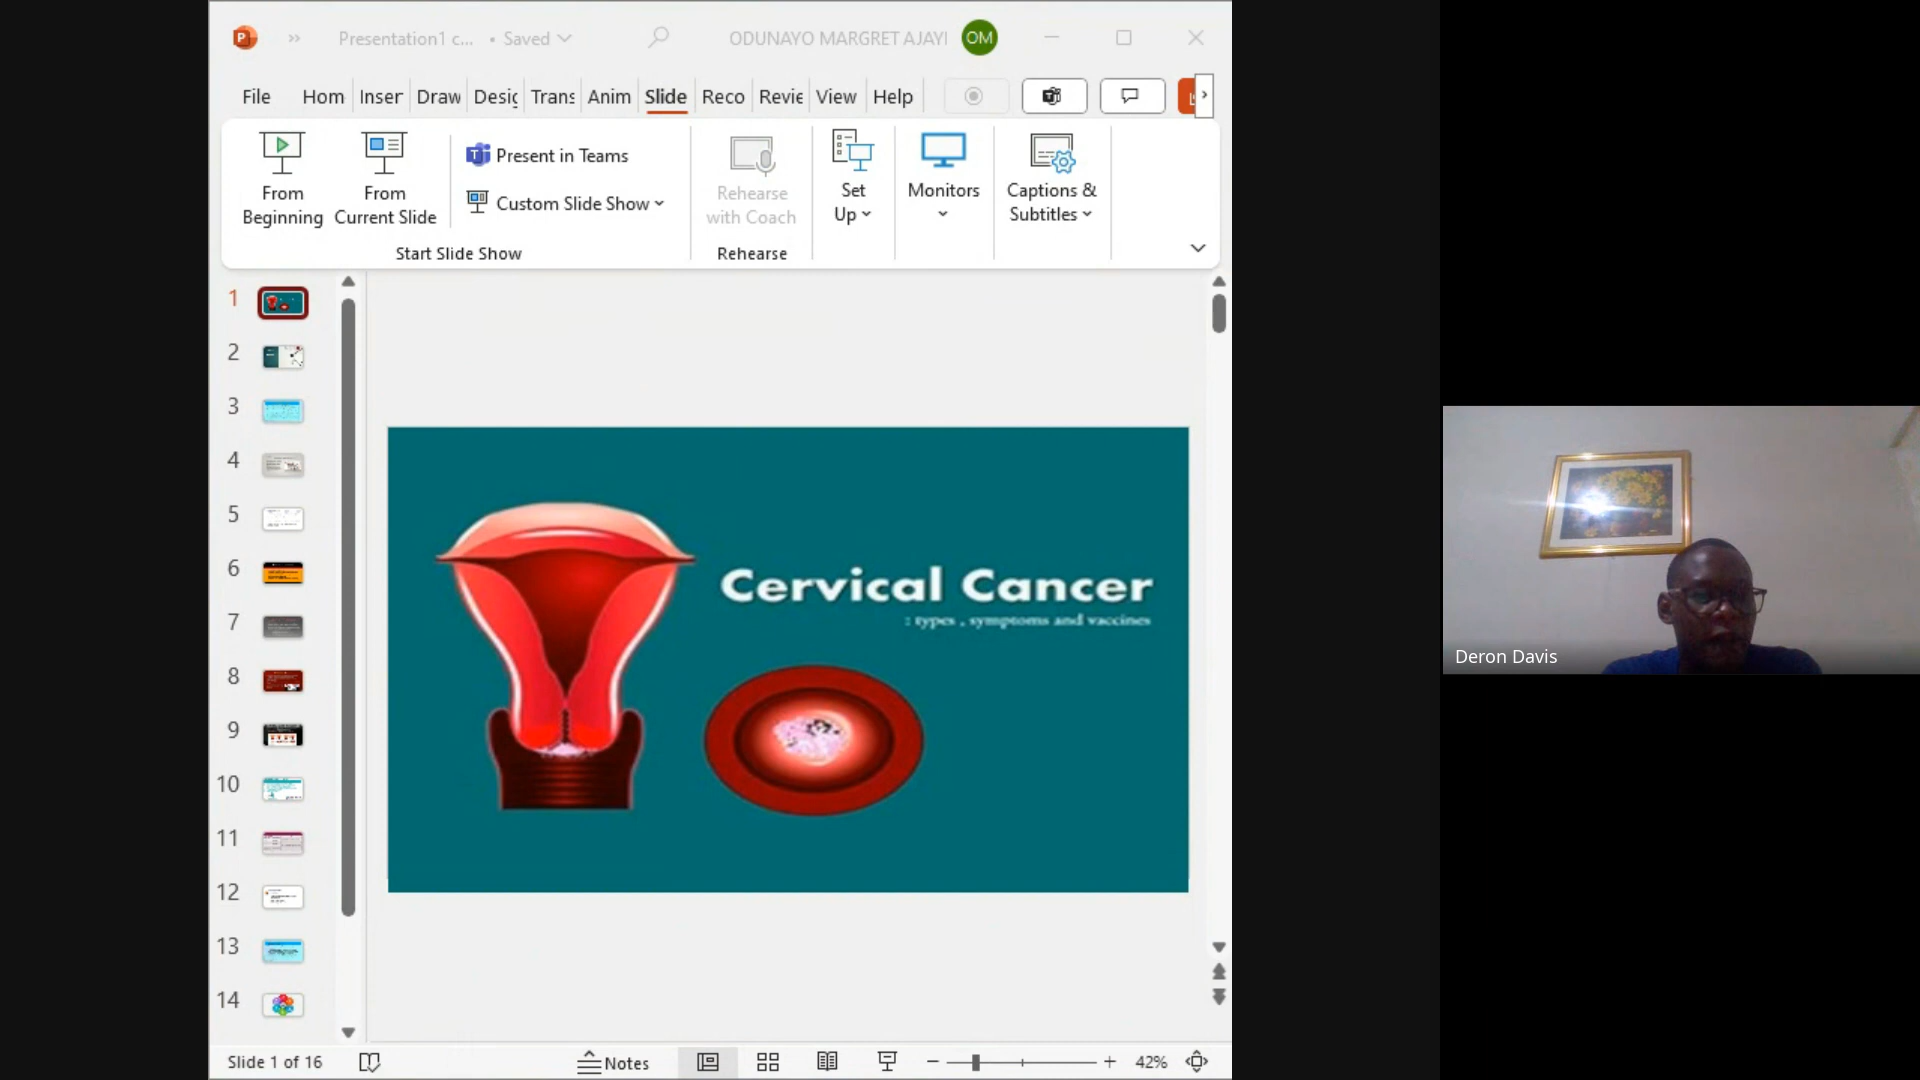 Presentation1 c... • Saved
ODUNAYO MARGRET AJAYI
OM
File Hom Inser Draw Desig Trans Anim Slide Reco Revie View Help
From Beginning
From Current Slide
Present in Teams
Custom Slide Show
Start Slide Show
Rehearse with Coach
Rehearse
Set Up
Monitors
Captions & Subtitles
1
2
3
4
5
6
7
8
9
10
11
12
13
14
Cervical Cancer
: types , symptoms and vaccines
Deron Davis
Slide 1 of 16
Notes
42%